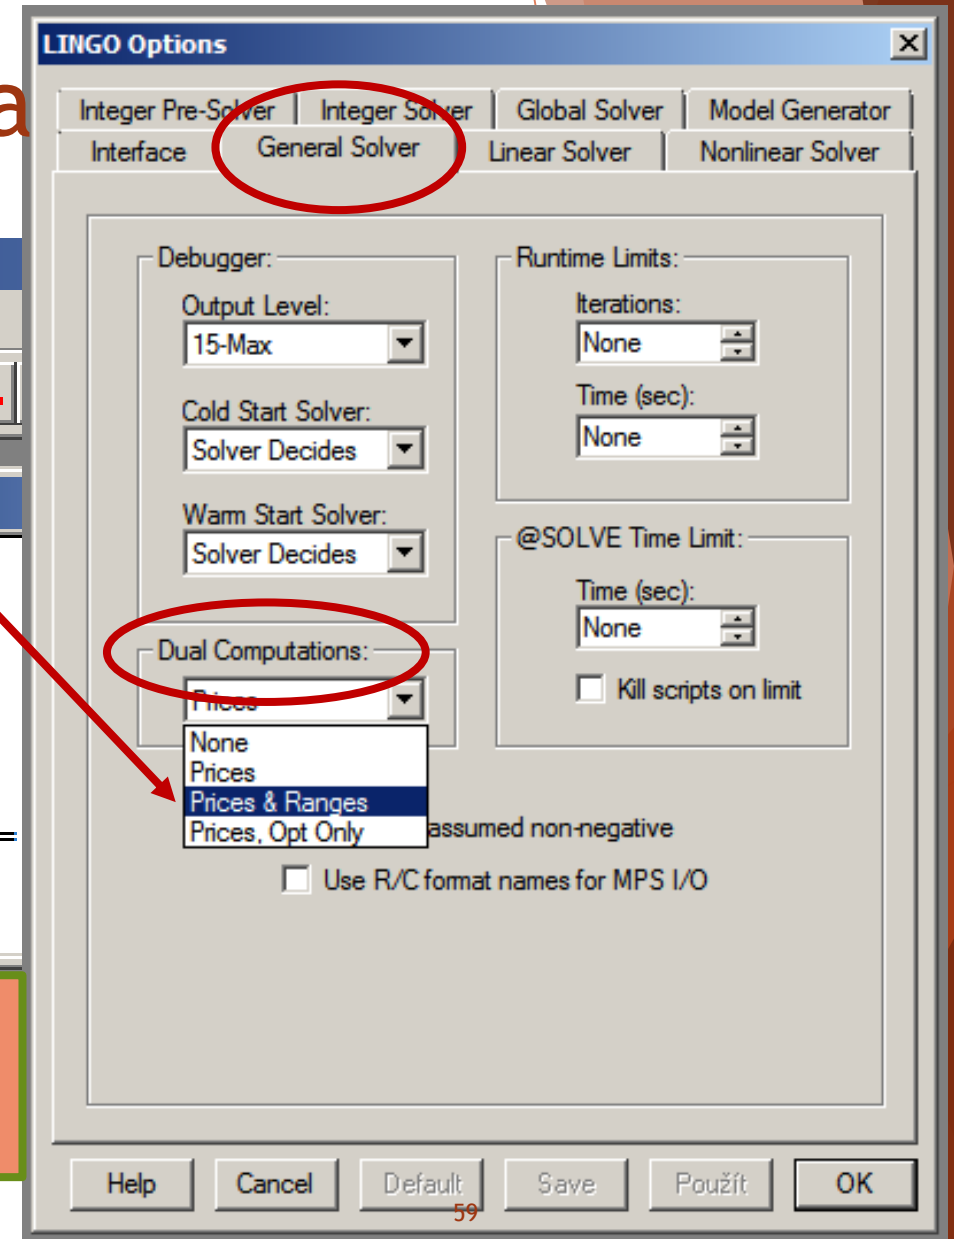 a
LINGO Options
Integer Pre-Solver Integer Solver Global Solver Model Generator
Interface General Solver Linear Solver Nonlinear Solver
Debugger:
Output Level:
15-Max
Cold Start Solver:
Solver Decides
Warm Start Solver:
Solver Decides
Dual Computations:
Prices
None
Prices
Prices & Ranges
Prices, Opt Only
Runtime Limits:
Iterations:
None
Time (sec):
None
@SOLVE Time Limit:
Time (sec):
None
Kill scripts on limit
assumed non-negative
Use R/C format names for MPS I/O
Help Cancel Default Save Použít OK
59